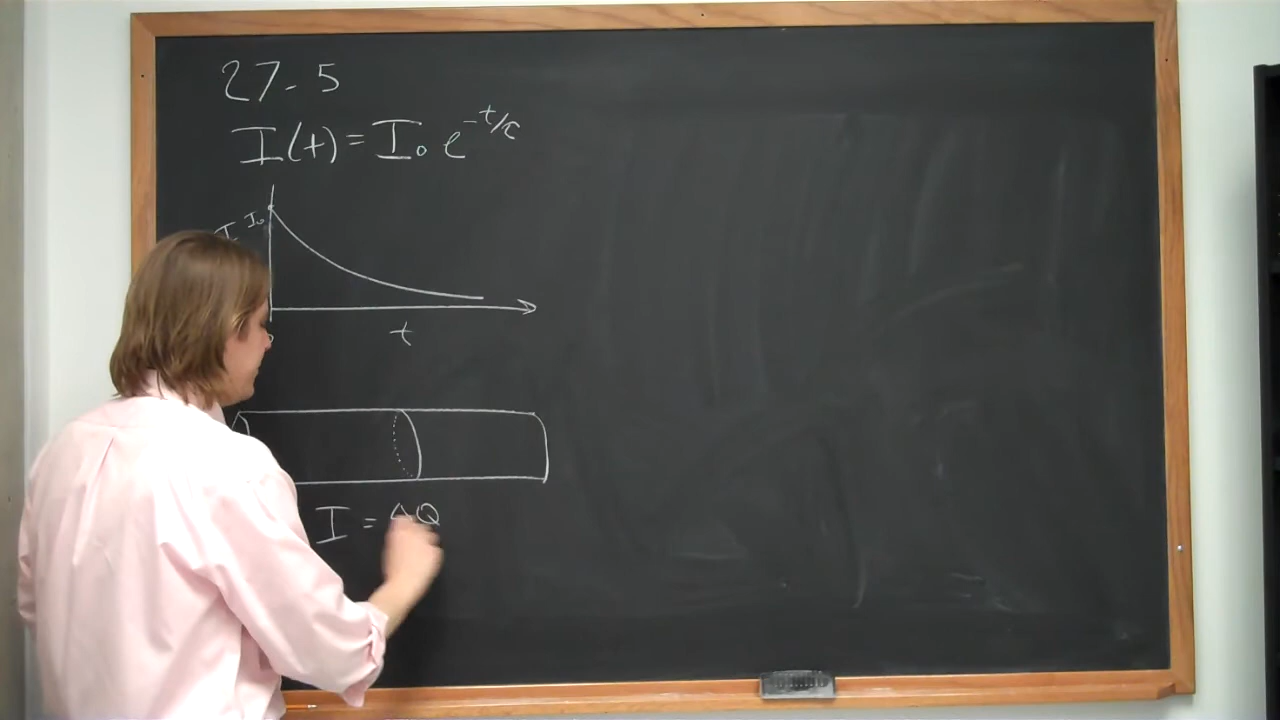 27-5
I(t) = I₀ e^{-t/τ}
I I₀
t
I = ΔQ